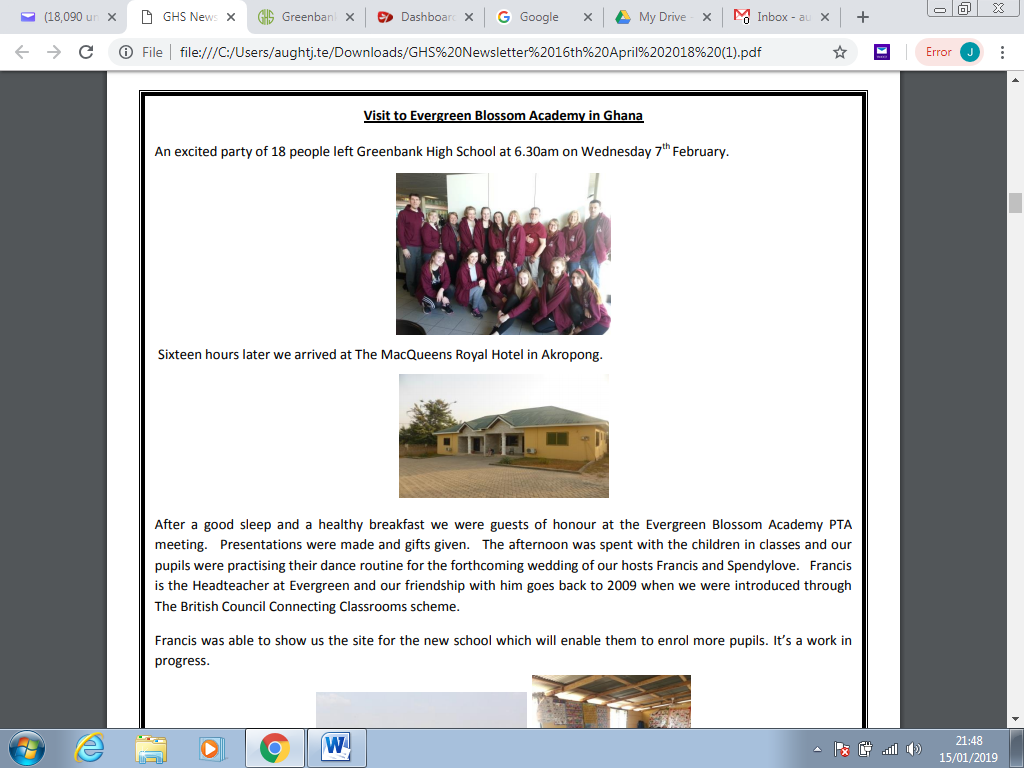 (18,090 un
GHS News
Greenbank
Dashboard
Google
My Drive -
Inbox - au
File
file:///C:/Users/aughtj.te/Downloads/GHS%20Newsletter%2016th%20April%202018%20(1).pdf
Error
J
Visit to Evergreen Blossom Academy in Ghana
An excited party of 18 people left Greenbank High School at 6.30am on Wednesday 7th February.
Sixteen hours later we arrived at The MacQueens Royal Hotel in Akropong.
After a good sleep and a healthy breakfast we were guests of honour at the Evergreen Blossom Academy PTA
meeting. Presentations were made and gifts given. The afternoon was spent with the children in classes and our
pupils were practising their dance routine for the forthcoming wedding of our hosts Francis and Spendylove. Francis
is the Headteacher at Evergreen and our friendship with him goes back to 2009 when we were introduced through
The British Council Connecting Classrooms scheme.
Francis was able to show us the site for the new school which will enable them to enrol more pupils. It's a work in
progress.
21:48
15/01/2019